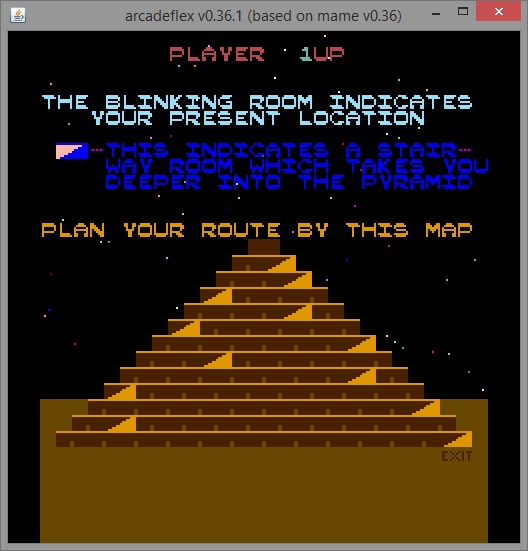 arcadeflex v0.36.1 (based on mame v0.36)
PLAYER 1UP
THE BLINKING ROOM INDICATES
YOUR PRESENT LOCATION
THIS INDICATES A STAIR-
WAY ROOM WHICH TAKES YOU
DEEPER INTO THE PYRAMID
PLAN YOUR ROUTE BY THIS MAP
EXIT